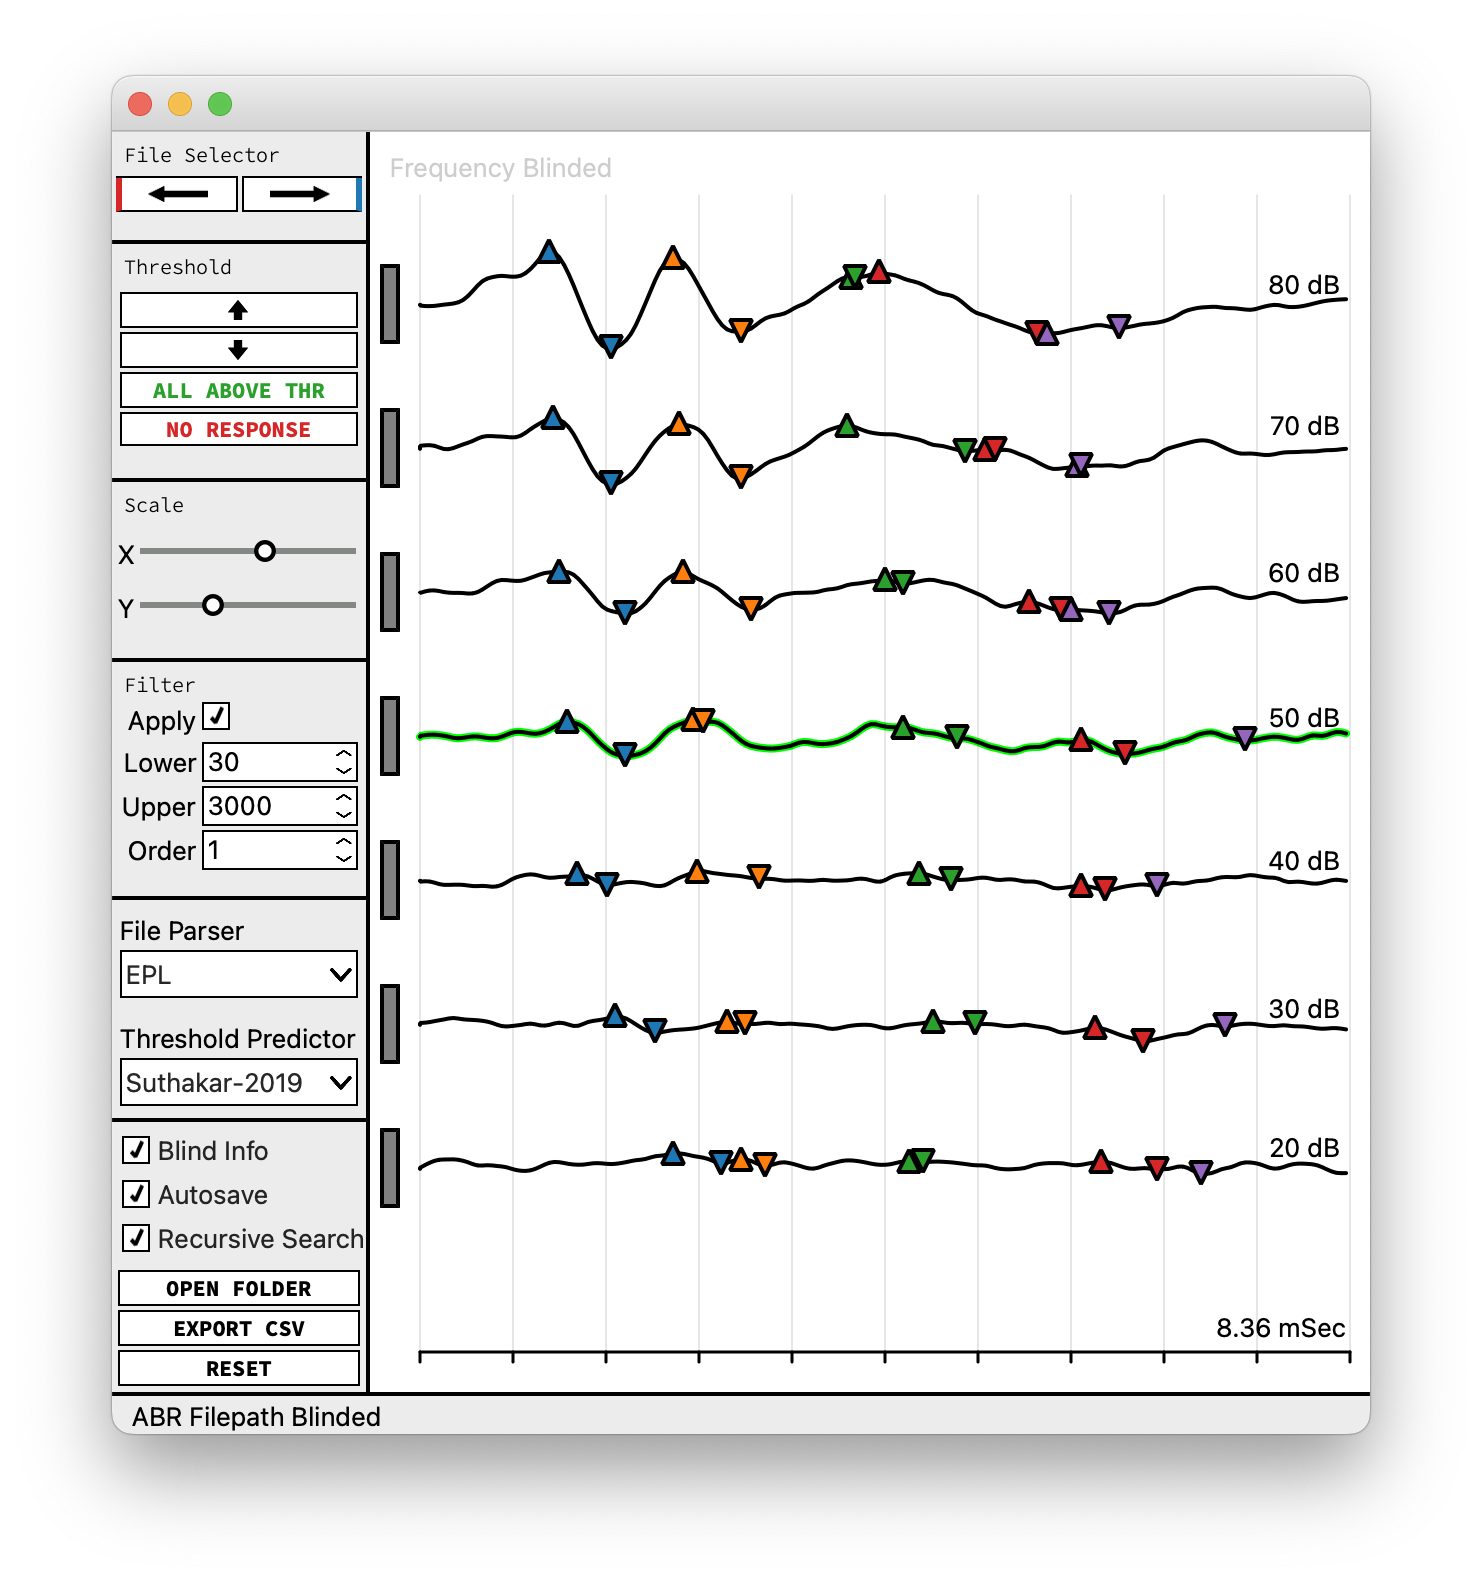 File Selector
Threshold
ALL ABOVE THR
NO RESPONSE
Scale
X
Y
Filter
Apply
Lower 30
Upper 3000
Order 1
File Parser
EPL
Threshold Predictor
Suthakar-2019
Blind Info
Autosave
Recursive Search
OPEN FOLDER
EXPORT CSV
RESET
Frequency Blinded
80 dB
70 dB
60 dB
50 dB
40 dB
30 dB
20 dB
8.36 mSec
ABR Filepath Blinded